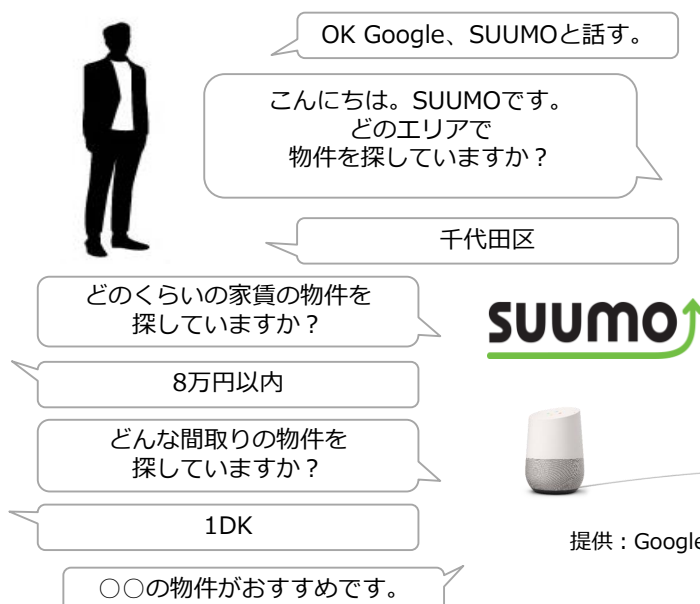 OK Google、SUUMOと話す。
こんにちは。SUUMOです。
どのエリアで
物件を探していますか？
千代田区
どのくらいの家賃の物件を
探していますか？
SUUMO
8万円以内
どんな間取りの物件を
探していますか？
1DK
提供：Google
○○の物件がおすすめです。